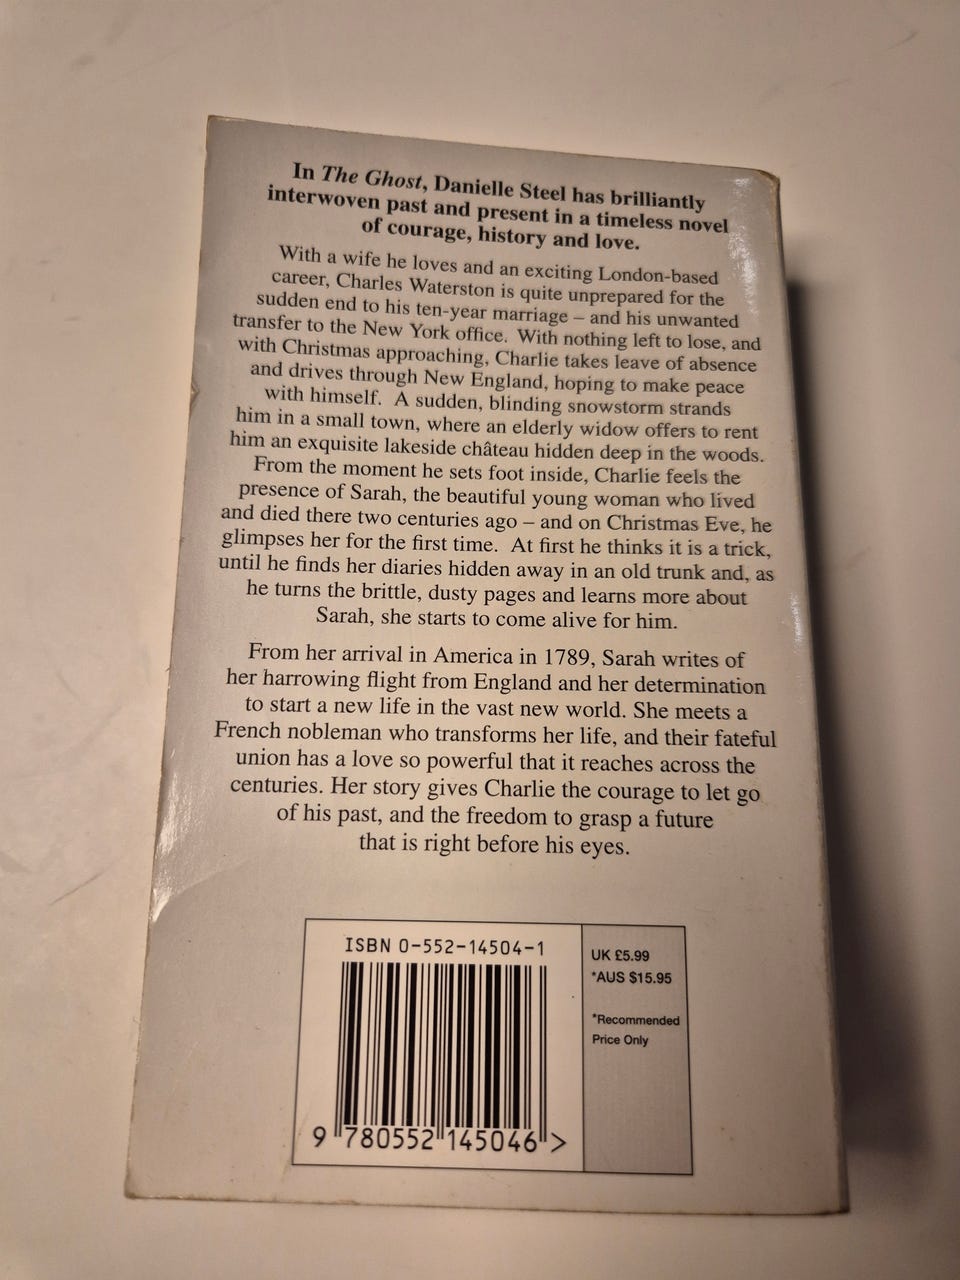 In The Ghost, Danielle Steel has brilliantly
interwoven past and present in a timeless novel
of courage, history and love.
With a wife he loves and an exciting London-based
career, Charles Waterston is quite unprepared for the
sudden end to his ten-year marriage – and his unwanted
transfer to the New York office. With nothing left to lose, and
with Christmas approaching, Charlie takes leave of absence
and drives through New England, hoping to make peace
with himself. A sudden, blinding snowstorm strands
him in a small town, where an elderly widow offers to rent
him an exquisite lakeside château hidden deep in the woods.
From the moment he sets foot inside, Charlie feels the
presence of Sarah, the beautiful young woman who lived
and died there two centuries ago – and on Christmas Eve, he
glimpses her for the first time. At first he thinks it is a trick,
until he finds her diaries hidden away in an old trunk and, as
he turns the brittle, dusty pages and learns more about
Sarah, she starts to come alive for him.
From her arrival in America in 1789, Sarah writes of
her harrowing flight from England and her determination
to start a new life in the vast new world. She meets a
French nobleman who transforms her life, and their fateful
union has a love so powerful that it reaches across the
centuries. Her story gives Charlie the courage to let go
of his past, and the freedom to grasp a future
that is right before his eyes.
ISBN 0-552-14504-1
9 780552 145046 >
UK £5.99
*AUS $15.95
*Recommended
Price Only